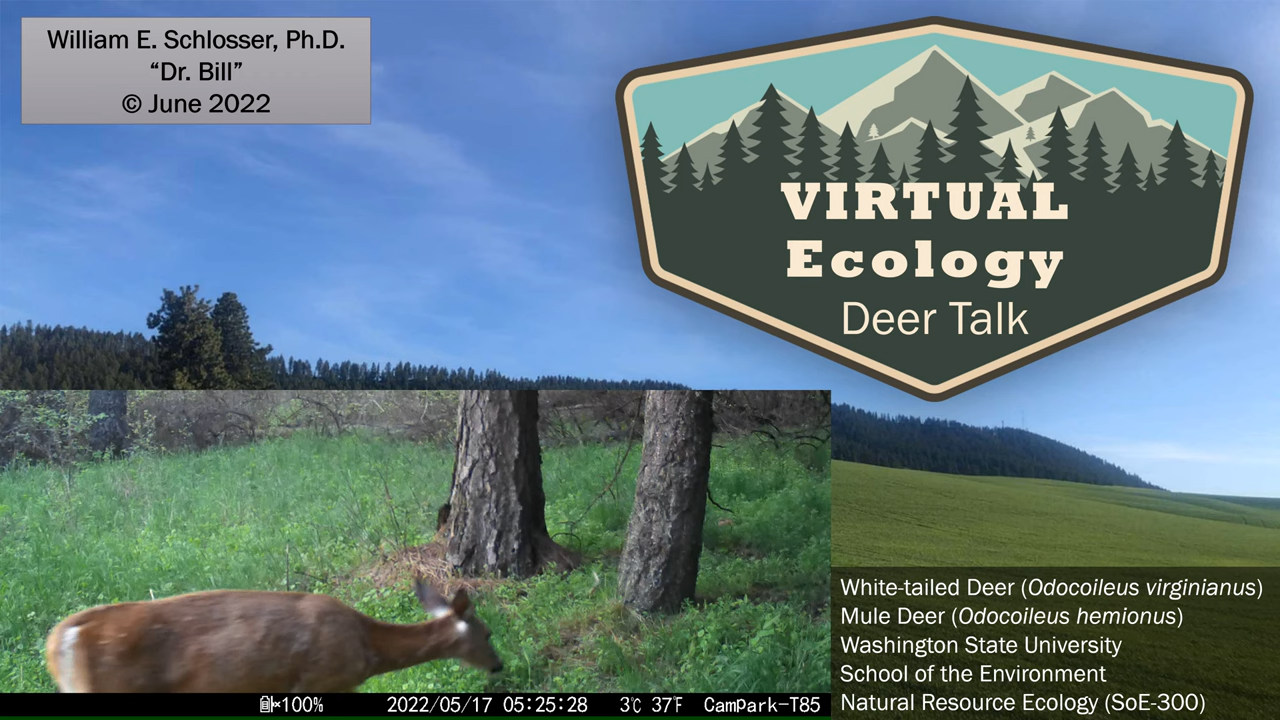 William E. Schlosser, Ph.D.
“Dr. Bill”
© June 2022
VIRTUAL
Ecology
Deer Talk
100%
2022/05/17 05:25:28 3℃ 37℉ CamPark-T85
White-tailed Deer (Odocoileus virginianus)
Mule Deer (Odocoileus hemionus)
Washington State University
School of the Environment
Natural Resource Ecology (SoE-300)